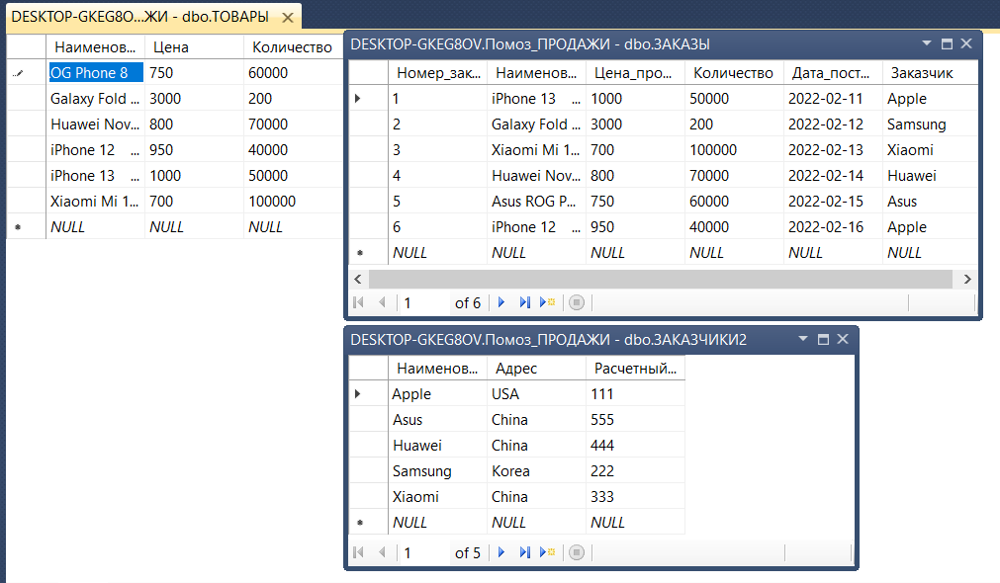 DESKTOP-GKEG8O...ЖИ - dbo.ТОВАРЫ
Наименов... Цена Количество
OG Phone 8 750 60000
Galaxy Fold ... 3000 200
Huawei Nov... 800 70000
iPhone 12 ... 950 40000
iPhone 13 ... 1000 50000
Xiaomi Mi 1... 700 100000
NULL NULL NULL
DESKTOP-GKEG8OV.Помоз_ПРОДАЖИ - dbo.ЗАКАЗЫ
Номер_зак... Наименов... Цена_про... Количество Дата_пост... Заказчик
1 iPhone 13 ... 1000 50000 2022-02-11 Apple
2 Galaxy Fold ... 3000 200 2022-02-12 Samsung
3 Xiaomi Mi 1... 700 100000 2022-02-13 Xiaomi
4 Huawei Nov... 800 70000 2022-02-14 Huawei
5 Asus ROG P... 750 60000 2022-02-15 Asus
6 iPhone 12 ... 950 40000 2022-02-16 Apple
NULL NULL NULL NULL NULL NULL
1 of 6
DESKTOP-GKEG8OV.Помоз_ПРОДАЖИ - dbo.ЗАКАЗЧИКИ2
Наименов... Адрес Расчетный...
Apple USA 111
Asus China 555
Huawei China 444
Samsung Korea 222
Xiaomi China 333
NULL NULL NULL
1 of 5